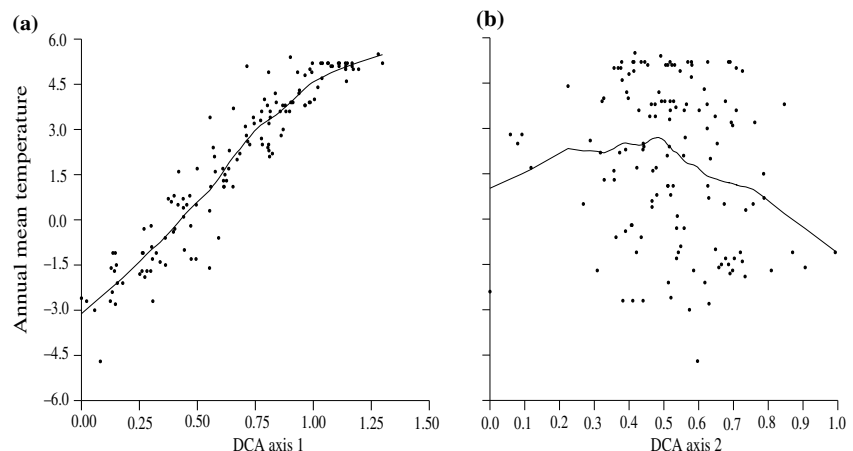 (a)
(b)
Annual mean temperature
6.0
4.5
3.0
1.5
0.0
−1.5
−3.0
−4.5
−6.0
0.00 0.25 0.50 0.75 1.00 1.25 1.50
DCA axis 1
0.0 0.1 0.2 0.3 0.4 0.5 0.6 0.7 0.8 0.9 1.0
DCA axis 2